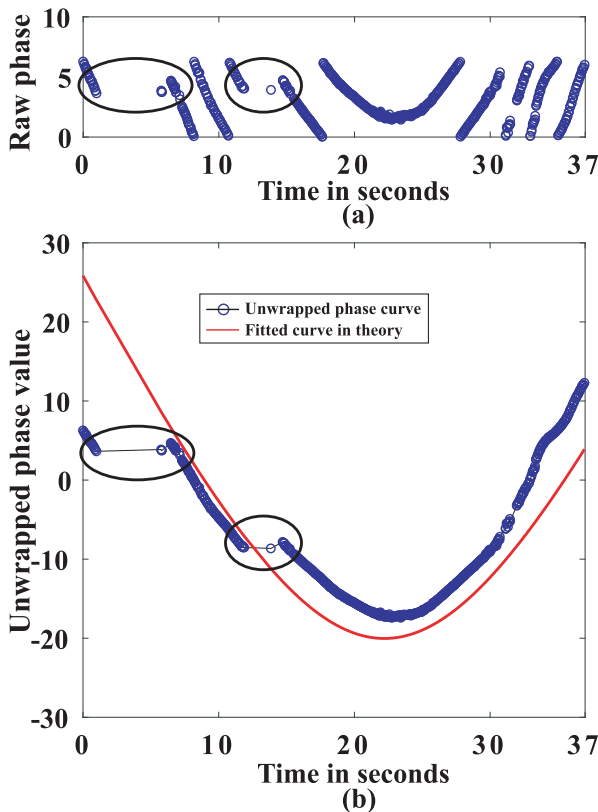 Raw phase
10
5
0
0
10
20
30
37
Time in seconds
(a)
Unwrapped phase value
30
20
10
0
-10
-20
-30
Unwrapped phase curve
Fitted curve in theory
0
10
20
30
37
Time in seconds
(b)